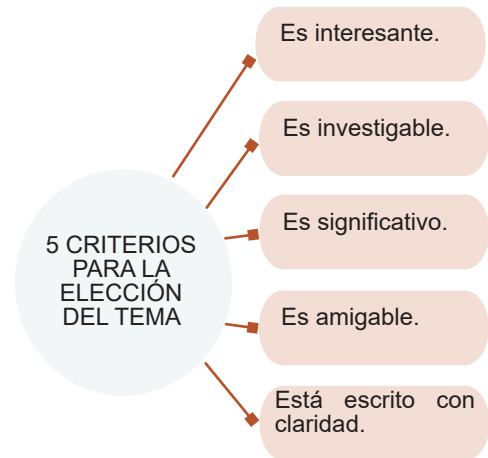 5 CRITERIOS
PARA LA
ELECCIÓN
DEL TEMA
Es interesante.
Es investigable.
Es significativo.
Es amigable.
Está escrito con
claridad.